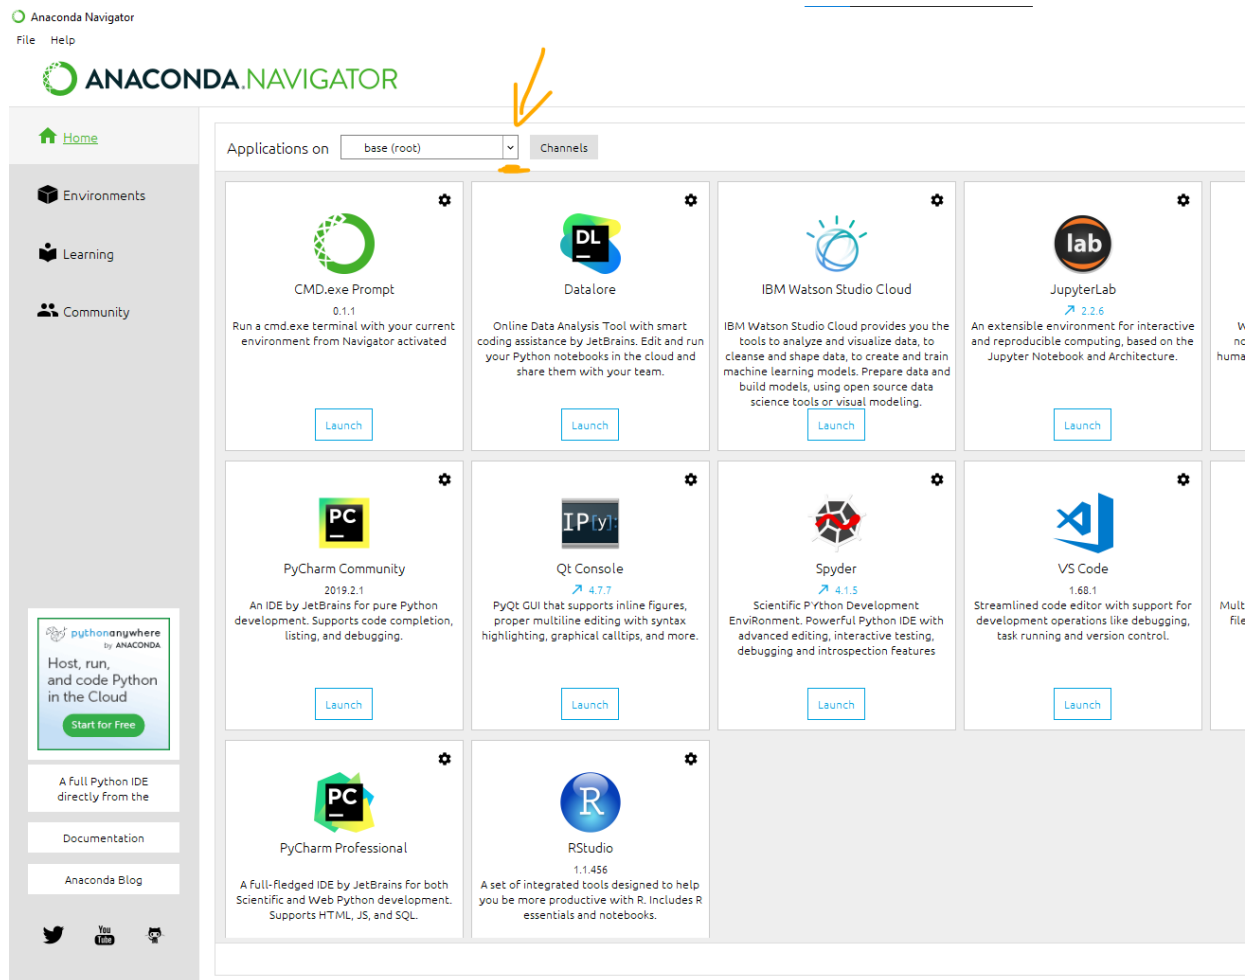 Anaconda Navigator
File Help
ANACONDA.NAVIGATOR
Home
Environments
Learning
Community
Applications on base (root) Channels
CMD.exe Prompt
0.1.1
Run a cmd.exe terminal with your current
environment from Navigator activated
Launch
DL
Datalore
Online Data Analysis Tool with smart
coding assistance by JetBrains. Edit and run
your Python notebooks in the cloud and
share them with your team.
Launch
IBM Watson Studio Cloud
IBM Watson Studio Cloud provides you the
tools to analyze and visualize data, to
cleanse and shape data, to create and train
machine learning models. Prepare data and
build models, using open source data
science tools or visual modeling.
Launch
lab
JupyterLab
2.2.6
An extensible environment for interactive
and reproducible computing, based on the
Jupyter Notebook and Architecture.
Launch
PC
PyCharm Community
2019.2.1
An IDE by JetBrains for pure Python
development. Supports code completion,
listing, and debugging.
Launch
IP[y]:
Qt Console
4.7.7
PyQt GUI that supports inline figures,
proper multiline editing with syntax
highlighting, graphical calltips, and more.
Launch
Spyder
4.1.5
Scientific PYthon Development
EnviRonment. Powerful Python IDE with
advanced editing, interactive testing,
debugging and introspection features
Launch
VS Code
1.68.1
Streamlined code editor with support for
development operations like debugging,
task running and version control.
Launch
PC
PyCharm Professional
A full-fledged IDE by JetBrains for both
Scientific and Web Python development.
Supports HTML, JS, and SQL.
R
RStudio
1.1.456
A set of integrated tools designed to help
you be more productive with R. Includes R
essentials and notebooks.
pythonanywhere
by ANACONDA
Host, run,
and code Python
in the Cloud
Start for Free
A full Python IDE
directly from the
Documentation
Anaconda Blog
You
Tube